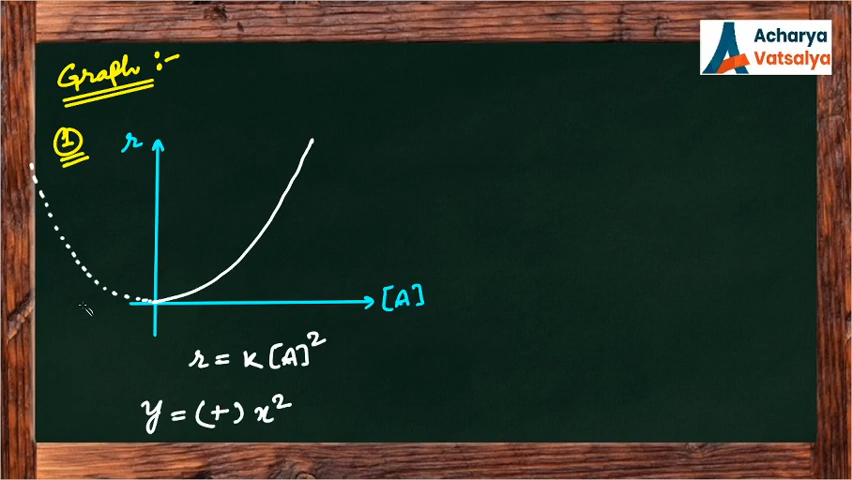 Acharya
Vatsalya
Graph :-
1
r
[A]
r = K[A]²
y = (+) x²